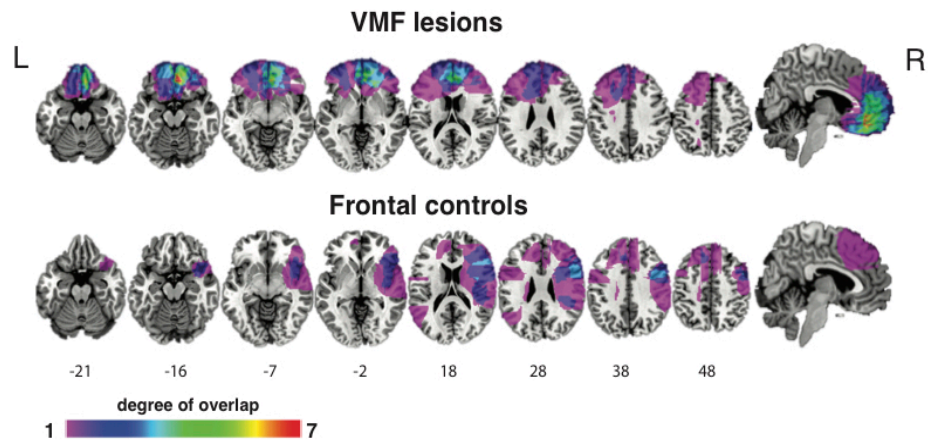 VMF lesions
L
R
Frontal controls
-21 -16 -7 -2 18 28 38 48
degree of overlap
1 7